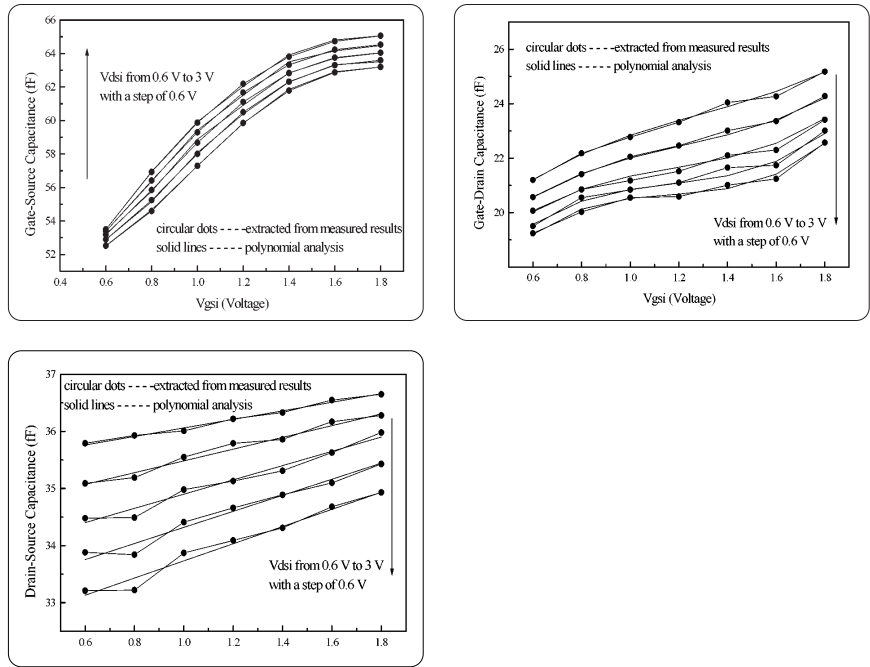 66
64
62
60
58
56
54
52
Gate-Source Capacitance (fF)
Vdsi from 0.6 V to 3 V
with a step of 0.6 V
circular dots ----extracted from measured results
solid lines ------polynomial analysis
0.4 0.6 0.8 1.0 1.2 1.4 1.6 1.8
Vgsi (Voltage)
26
24
22
20
Gate-Drain Capacitance (fF)
circular dots ----extracted from measured results
solid lines ------polynomial analysis
Vdsi from 0.6 V to 3 V
with a step of 0.6 V
0.6 0.8 1.0 1.2 1.4 1.6 1.8
Vgsi (Voltage)
37
36
35
34
33
Drain-Source Capacitance (fF)
circular dots ----extracted from measured results
solid lines ------polynomial analysis
Vdsi from 0.6 V to 3 V
with a step of 0.6 V
0.6 0.8 1.0 1.2 1.4 1.6 1.8